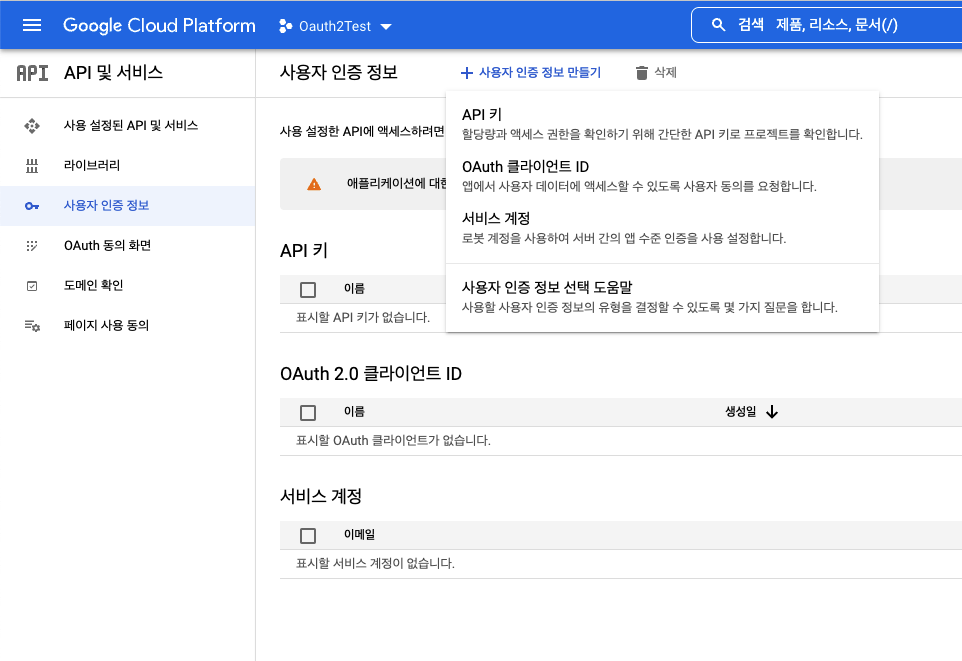 Google Cloud Platform
Oauth2Test
검색 제품, 리소스, 문서(/)
API API 및 서비스
사용 설정된 API 및 서비스
라이브러리
사용자 인증 정보
OAuth 동의 화면
도메인 확인
페이지 사용 동의
사용자 인증 정보
+ 사용자 인증 정보 만들기
삭제
사용 설정한 API에 액세스하려면
애플리케이션에 대한
API 키
할당량과 액세스 권한을 확인하기 위해 간단한 API 키로 프로젝트를 확인합니다.
OAuth 클라이언트 ID
앱에서 사용자 데이터에 액세스할 수 있도록 사용자 동의를 요청합니다.
서비스 계정
로봇 계정을 사용하여 서버 간의 앱 수준 인증을 사용 설정합니다.
사용자 인증 정보 선택 도움말
사용할 사용자 인증 정보의 유형을 결정할 수 있도록 몇 가지 질문을 합니다.
API 키
이름
표시할 API 키가 없습니다.
OAuth 2.0 클라이언트 ID
이름
생성일
표시할 OAuth 클라이언트가 없습니다.
서비스 계정
이메일
표시할 서비스 계정이 없습니다.